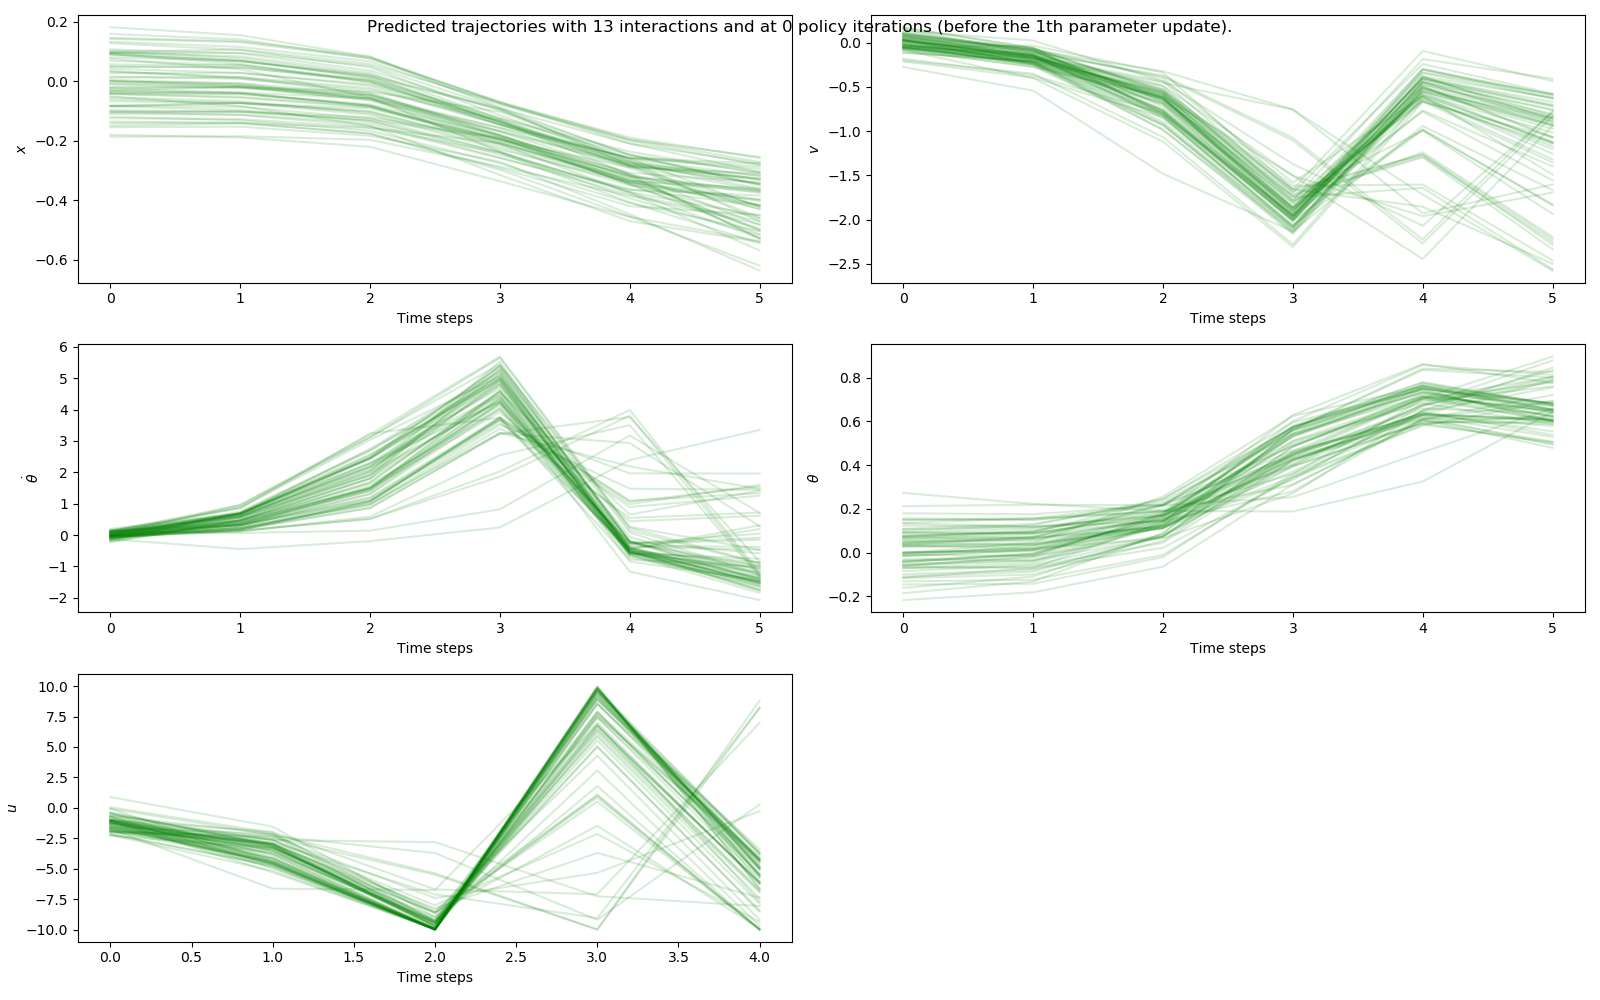 Predicted trajectories with 13 interactions and at 0 policy iterations (before the 1th parameter update).
0.2
0.0
−0.2
−0.4
−0.6
x
0 1 2 3 4 5
Time steps
0.0
−0.5
−1.0
−1.5
−2.0
−2.5
v
0 1 2 3 4 5
Time steps
6
5
4
3
2
1
0
−1
−2
θ̇
0 1 2 3 4 5
Time steps
0.8
0.6
0.4
0.2
0.0
−0.2
θ
0 1 2 3 4 5
Time steps
10.0
7.5
5.0
2.5
0.0
−2.5
−5.0
−7.5
−10.0
u
0.0 0.5 1.0 1.5 2.0 2.5 3.0 3.5 4.0
Time steps